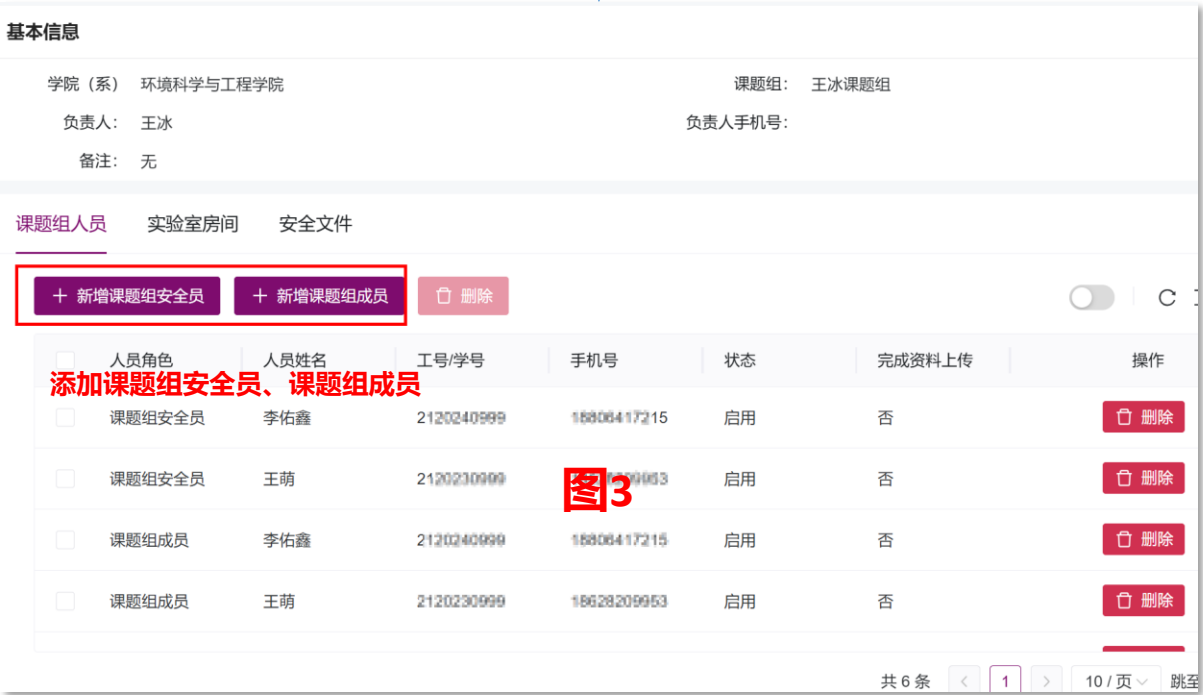 基本信息
学院（系） 环境科学与工程学院 课题组： 王冰课题组
负责人： 王冰 负责人手机号：
备注： 无
课题组人员 实验室房间 安全文件
＋ 新增课题组安全员 ＋ 新增课题组成员 删除
人员角色 人员姓名 工号/学号 手机号 状态 完成资料上传 操作
添加课题组安全员、课题组成员
课题组安全员 李佑鑫 启用 否 删除
课题组安全员 王萌 启用 否 删除
图3
课题组成员 李佑鑫 启用 否 删除
课题组成员 王萌 启用 否 删除
共 6 条 < 1 > 10 / 页 跳至